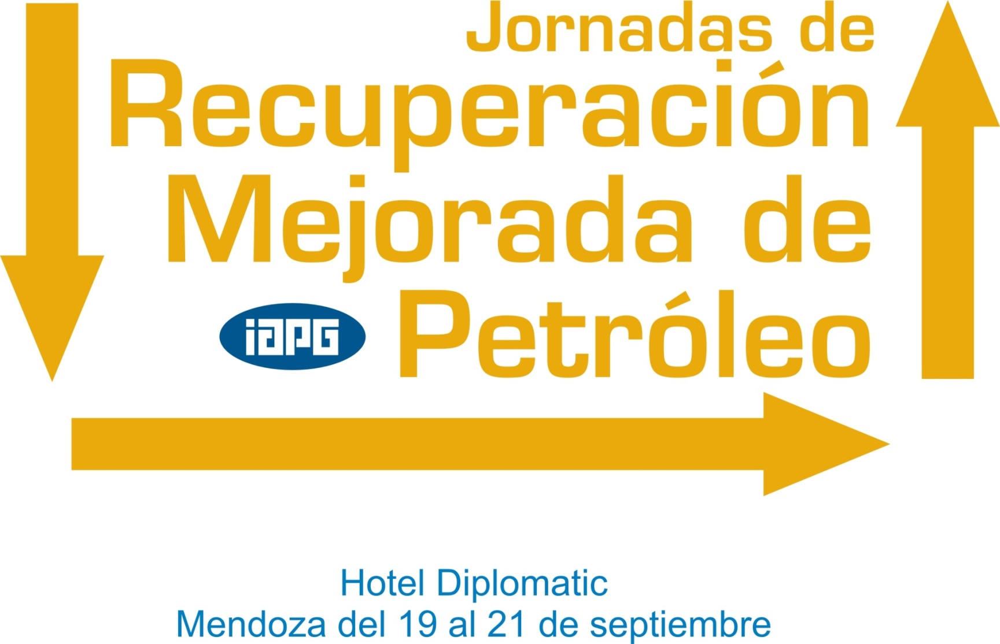 Jornadas de
Recuperación
Mejorada de
iAPG Petróleo
Hotel Diplomatic
Mendoza del 19 al 21 de septiembre